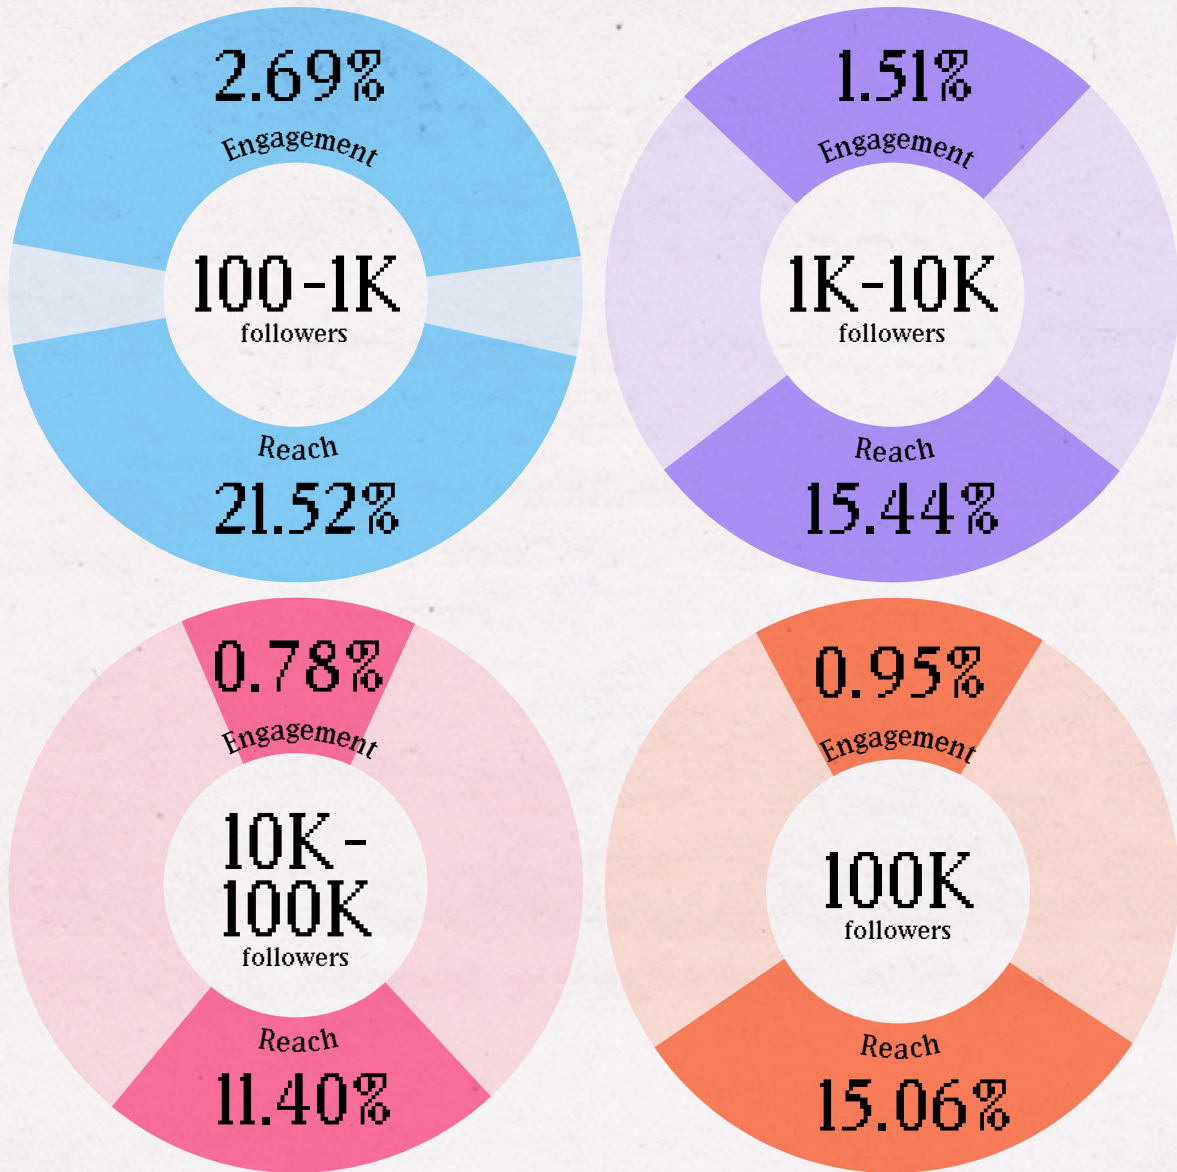 2.69%
Engagement
100-1K
followers
Reach
21.52%
1.51%
Engagement
1K-10K
followers
Reach
15.44%
0.78%
Engagement
10K-
100K
followers
Reach
11.40%
0.95%
Engagement
100K
followers
Reach
15.06%